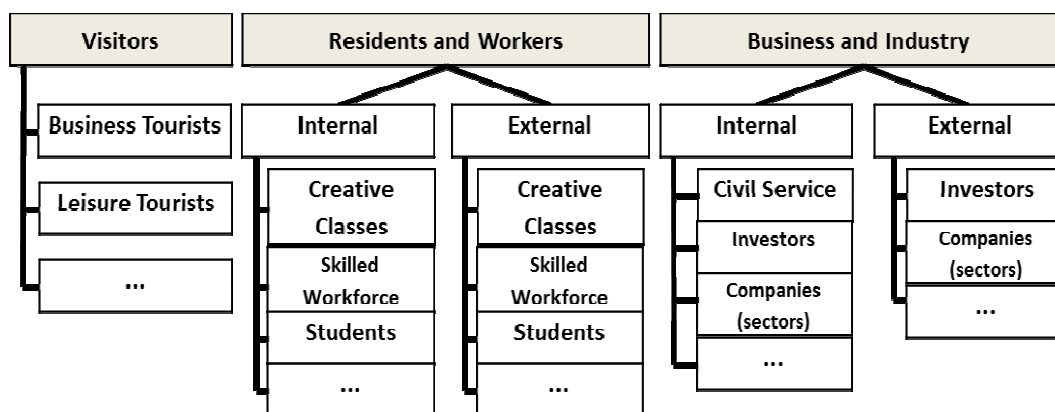 Visitors
Business Tourists
Leisure Tourists
...
Residents and Workers
Internal
Creative
Classes
Skilled
Workforce
Students
...
External
Creative
Classes
Skilled
Workforce
Students
...
Business and Industry
Internal
Civil Service
Investors
Companies
(sectors)
...
External
Investors
Companies
(sectors)
...